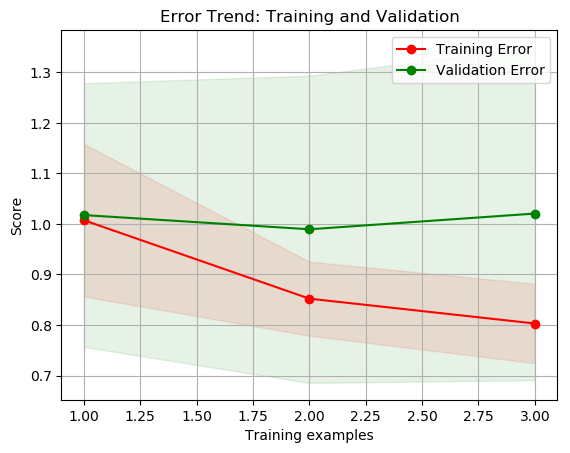 Error Trend: Training and Validation
Training Error
Validation Error
1.3
1.2
1.1
1.0
0.9
0.8
0.7
Score
1.00 1.25 1.50 1.75 2.00 2.25 2.50 2.75 3.00
Training examples